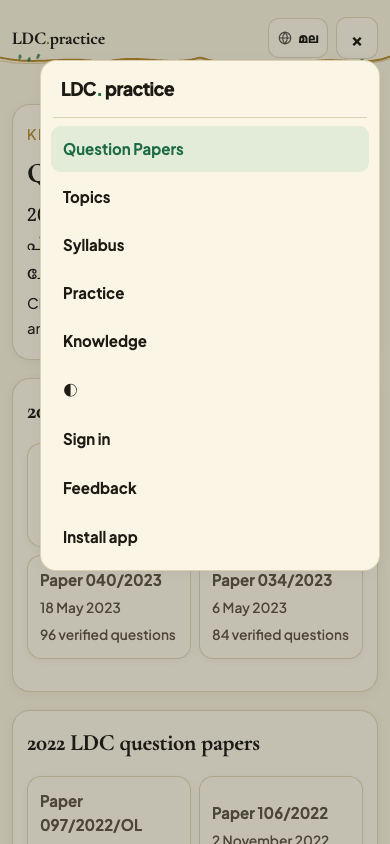 LDC.practice
മല
×
LDC. practice
Question Papers
Topics
Syllabus
Practice
Knowledge
Sign in
Feedback
Install app
Paper 040/2023
18 May 2023
96 verified questions
Paper 034/2023
6 May 2023
84 verified questions
2022 LDC question papers
Paper
097/2022/OL
Paper 106/2022
2 November 2022